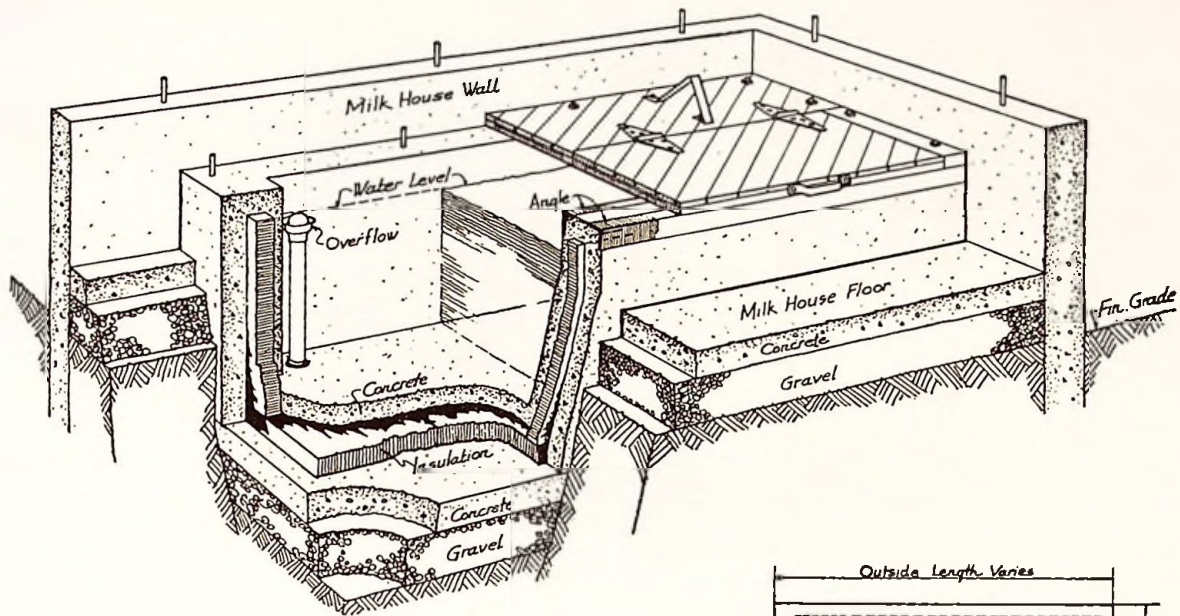 Milk House Wall
Water Level
Angle
Overflow
Milk House Floor
Fin. Grade
Concrete
Gravel
Concrete
Insulation
Concrete
Gravel
Outside Length Varies